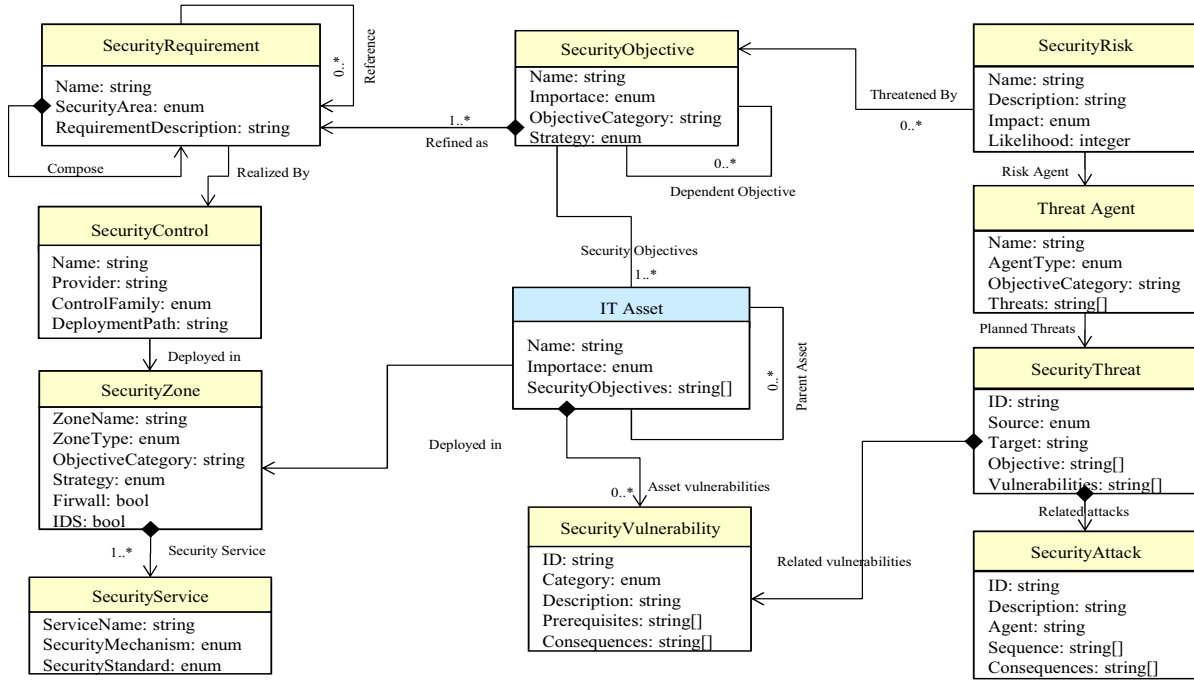 SecurityRequirement
Name: string
SecurityArea: enum
RequirementDescription: string
0..*
Reference
Compose
Realized By
1..*
Refined as
SecurityObjective
Name: string
Importace: enum
ObjectiveCategory: string
Strategy: enum
0..*
Dependent Objective
Threatened By
0..*
SecurityRisk
Name: string
Description: string
Impact: enum
Likelihood: integer
Risk Agent
SecurityControl
Name: string
Provider: string
ControlFamily: enum
DeploymentPath: string
Deployed in
Security Objectives
1..*
IT Asset
Name: string
Importace: enum
SecurityObjectives: string[]
0..*
Parent Asset
Threat Agent
Name: string
AgentType: enum
ObjectiveCategory: string
Threats: string[]
Planned Threats
SecurityZone
ZoneName: string
ZoneType: enum
ObjectiveCategory: string
Strategy: enum
Firwall: bool
IDS: bool
Deployed in
0..*
Asset vulnerabilities
SecurityThreat
ID: string
Source: enum
Target: string
Objective: string[]
Vulnerabilities: string[]
Related attacks
1..*
Security Service
SecurityService
ServiceName: string
SecurityMechanism: enum
SecurityStandard: enum
SecurityVulnerability
ID: string
Category: enum
Description: string
Prerequisites: string[]
Consequences: string[]
Related vulnerabilities
SecurityAttack
ID: string
Description: string
Agent: string
Sequence: string[]
Consequences: string[]